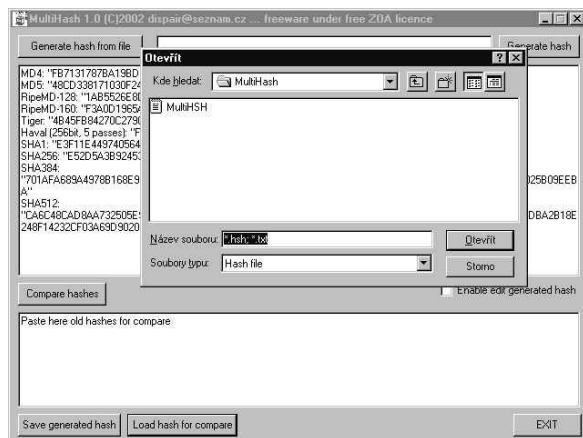 MultiHash 1.0 (C)2002 dispair@seznam.cz ... freeware under free ZOA licence
Generate hash from file
Generate hash
Otevřít
Kde hledat: MultiHash
MultiHSH
Název souboru: *.hsh; *.txt
Otevřít
Soubory typu: Hash file
Storno
MD4: "FB7131787BA19BD
MD5: "48CD338171030F24
RipeMD-128: "1AB5526E8
RipeMD-160: "F3A0D1965
Tiger: "4B45FB84270C279
Haval (256bit, 5 passes): "F
SHA1: "E3F11E449740564
SHA256: "E52D5A3B9245
SHA384:
"701AFA689A4978B168E9 025B09EEB
A"
SHA512:
"CA6C48CAD8AA732505E DBA2B18E
248F14232CF03A69D9020
Compare hashes
Enable edit generated hash
Paste here old hashes for compare
Save generated hash
Load hash for compare
EXIT